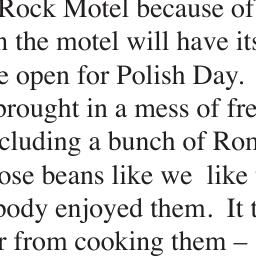 Rock Motel because of
the motel will have its
open for Polish Day.
brought in a mess of fre
cluding a bunch of Rom
ose beans like we  like
body enjoyed them.  It t
r from cooking them –